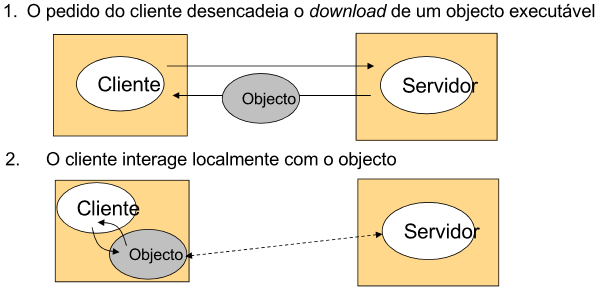 1. O pedido do cliente desencadeia o download de um objecto executável
Cliente
Objecto
Servidor
2. O cliente interage localmente com o objecto
Cliente
Objecto
Servidor